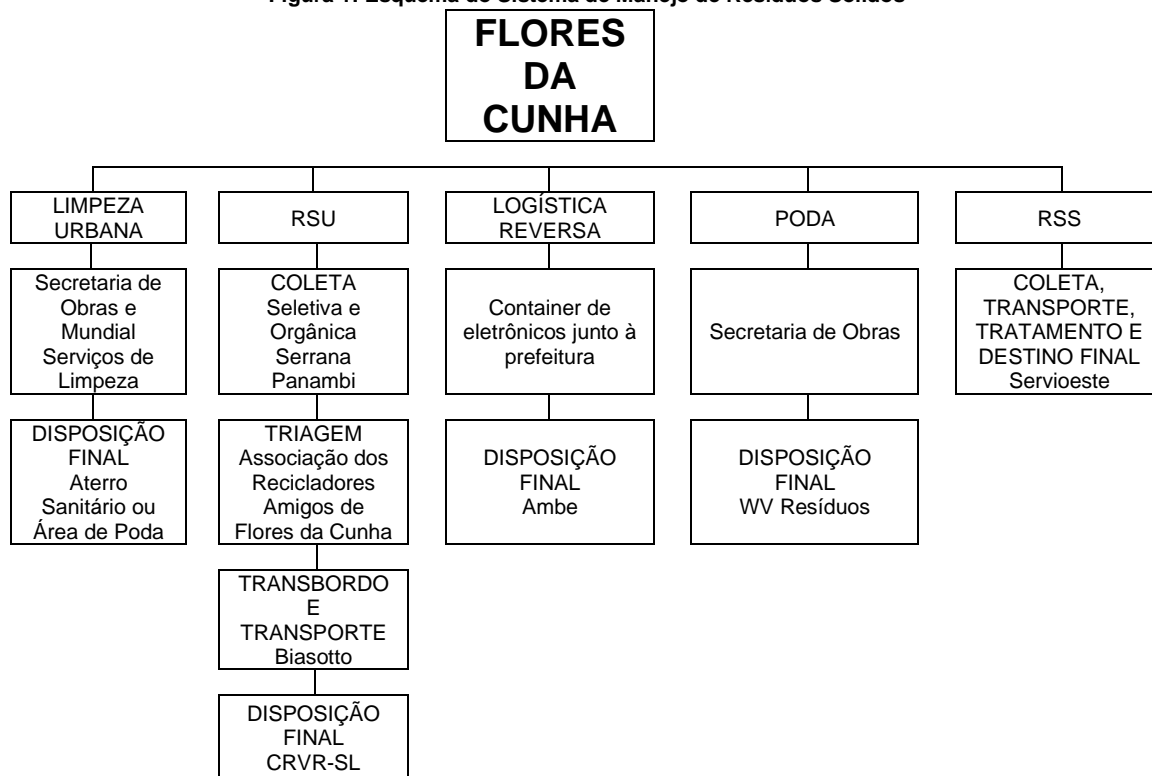 Figura 1: Esquema do Sistema de Manejo de Resíduos Sólidos
FLORES
DA
CUNHA
LIMPEZA
URBANA
RSU
LOGÍSTICA
REVERSA
PODA
RSS
Secretaria de
Obras e
Mundial
Serviços de
Limpeza
COLETA
Seletiva e
Orgânica
Serrana
Panambi
Container de
eletrônicos junto à
prefeitura
Secretaria de Obras
COLETA,
TRANSPORTE,
TRATAMENTO E
DESTINO FINAL
Servioeste
DISPOSIÇÃO
FINAL
Aterro
Sanitário ou
Área de Poda
TRIAGEM
Associação dos
Recicladores
Amigos de
Flores da Cunha
DISPOSIÇÃO
FINAL
Ambe
DISPOSIÇÃO
FINAL
WV Resíduos
TRANSBORDO
E
TRANSPORTE
Biasotto
DISPOSIÇÃO
FINAL
CRVR-SL